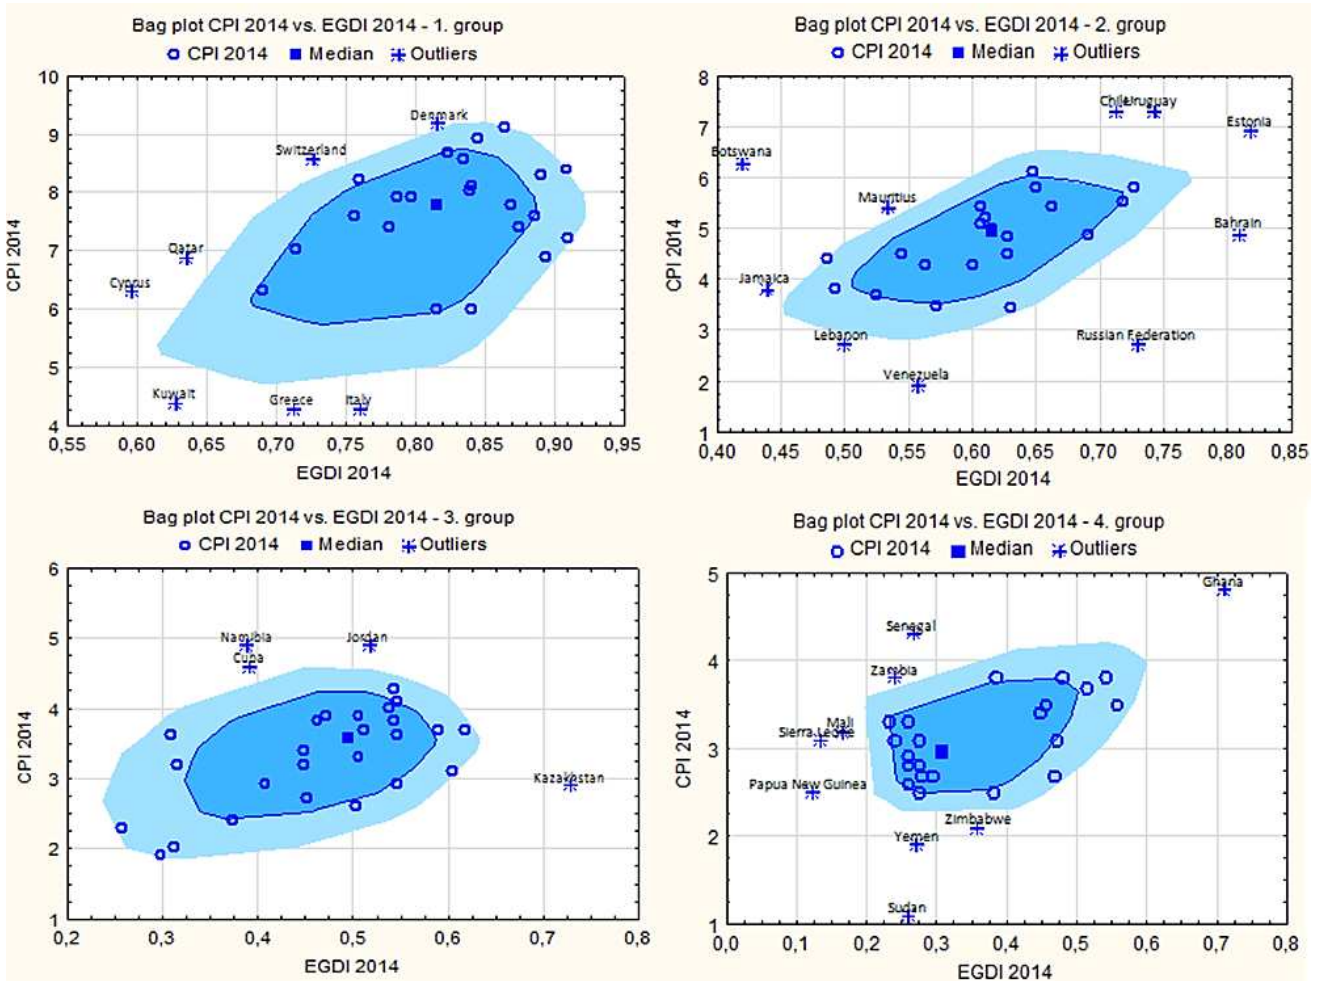 Bag plot CPI 2014 vs. EGDI 2014 - 1. group
CPI 2014 Median Outliers
10
9
8
7
6
5
4
CPI 2014
Denmark
Switzerland
Qatar
Cyprus
Kuwait
Greece
Italy
0,55 0,60 0,70 0,75 0,80 0,85 0,90 0,95
EGDI 2014
Bag plot CPI 2014 vs. EGDI 2014 - 2. group
CPI 2014 Median Outliers
8
7
6
5
4
3
2
1
CPI 2014
Chile
Uruguay
Estonia
Botswana
Mauritius
Bahrain
Jamaica
Lebanon
Russian Federation
Venezuela
0,40 0,45 0,50 0,55 0,60 0,65 0,70 0,75 0,80 0,85
EGDI 2014
Bag plot CPI 2014 vs. EGDI 2014 - 3. group
CPI 2014 Median Outliers
6
5
4
3
2
1
CPI 2014
Namibia
Jordan
Cuba
Kazakhstan
0,2 0,3 0,4 0,5 0,6 0,7 0,8
EGDI 2014
Bag plot CPI 2014 vs. EGDI 2014 - 4. group
CPI 2014 Median Outliers
5
4
3
2
1
CPI 2014
Ghana
Senegal
Zambia
Mali
Sierra Leone
Papua New Guinea
Zimbabwe
Yemen
Sudan
0,0 0,1 0,2 0,3 0,4 0,5 0,6 0,7 0,8
EGDI 2014